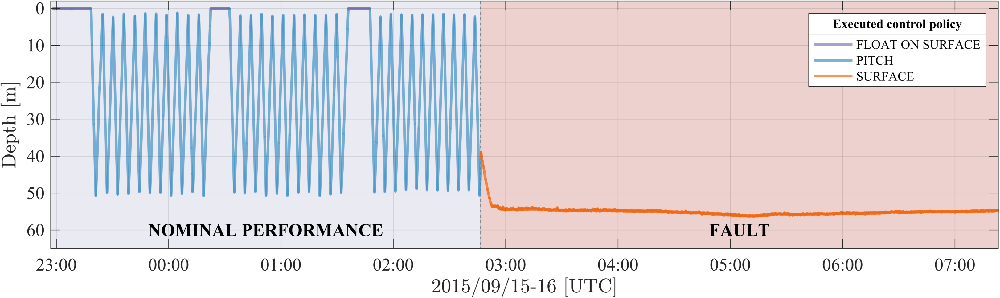 Depth [m]
0
10
20
30
40
50
60
Executed control policy
FLOAT ON SURFACE
PITCH
SURFACE
NOMINAL PERFORMANCE
FAULT
23:00 00:00 01:00 02:00 03:00 04:00 05:00 06:00 07:00
2015/09/15-16 [UTC]